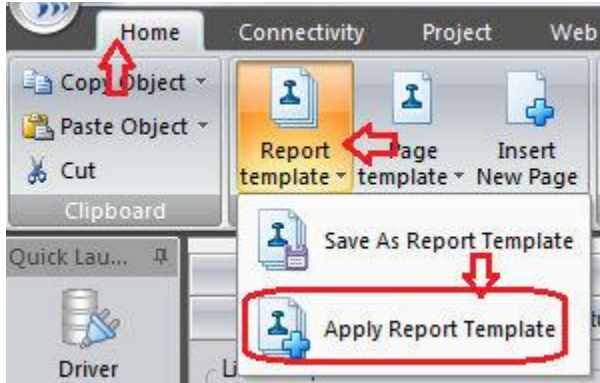 Home Connectivity Project Web
Copy Object
Paste Object
Cut
Clipboard
Report template
Page template
Insert New Page
Save As Report Template
Apply Report Template
Quick Lau...
Driver